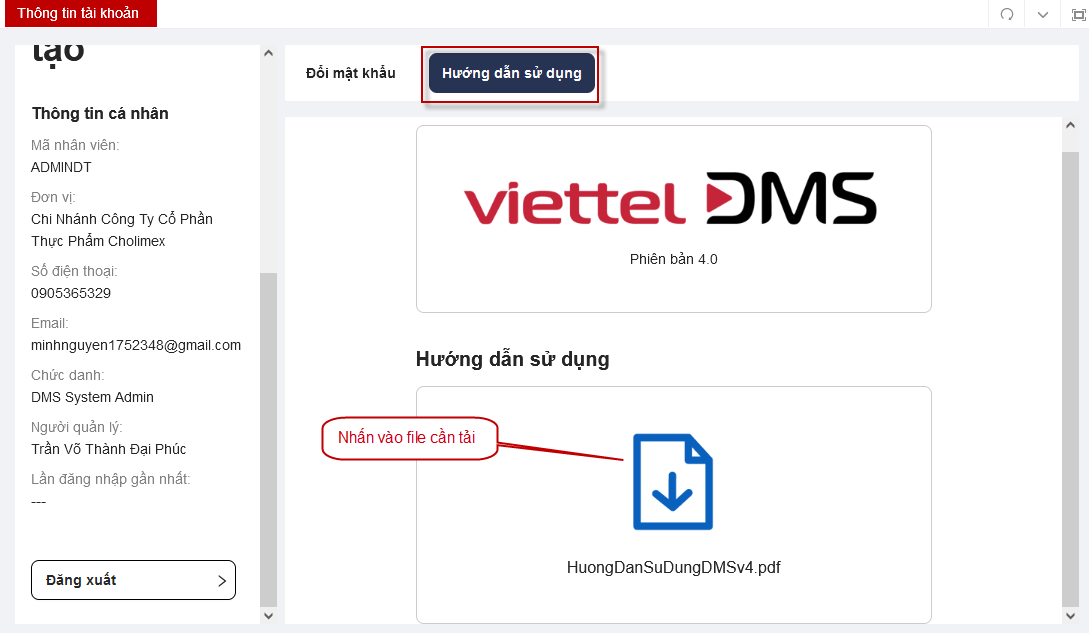 Thông tin tài khoản
tạo
Thông tin cá nhân
Mã nhân viên:
ADMINDT
Đơn vị:
Chi Nhánh Công Ty Cổ Phần
Thực Phẩm Cholimex
Số điện thoại:
0905365329
Email:
minhnguyen1752348@gmail.com
Chức danh:
DMS System Admin
Người quản lý:
Trần Võ Thành Đại Phúc
Lần đăng nhập gần nhất:
---
Đăng xuất
Đổi mật khẩu
Hướng dẫn sử dụng
viettel DMS
Phiên bản 4.0
Hướng dẫn sử dụng
Nhấn vào file cần tải
HuongDanSuDungDMSv4.pdf